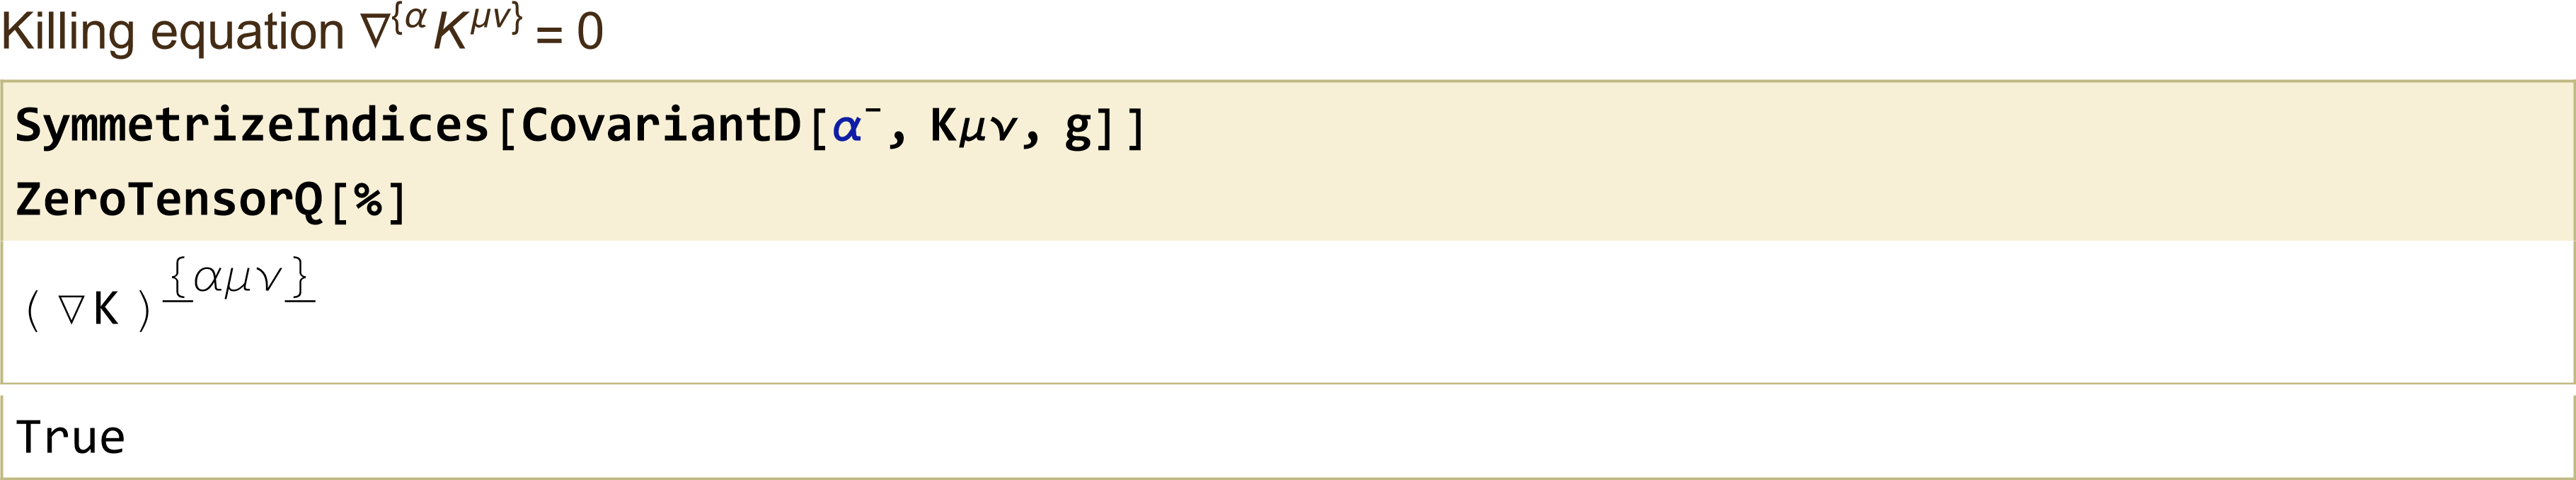 Killing equation ∇^{α} K^{μν}} = 0
SymmetrizeIndices[CovariantD[α⁻, Kμν, g]]
ZeroTensorQ[%]
(∇K)^{αμν}
True